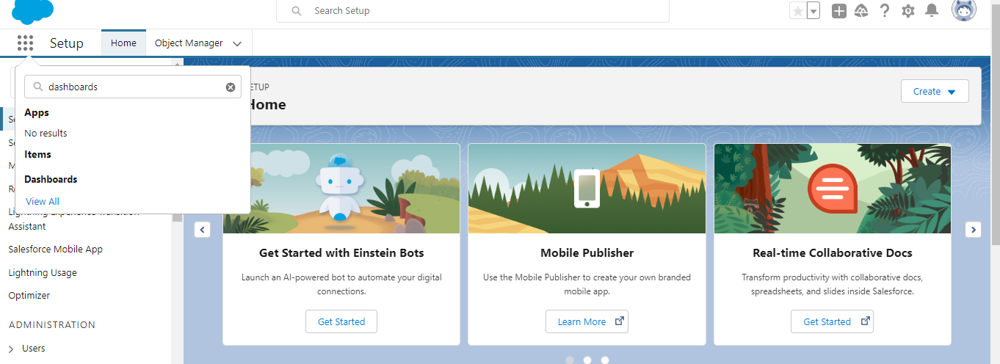 Search Setup
Setup
Home
Object Manager
dashboards
Apps
No results
Items
Dashboards
View All
SETUP
Home
Create
Lightning Experience Transition
Assistant
Salesforce Mobile App
Lightning Usage
Optimizer
ADMINISTRATION
Users
Get Started with Einstein Bots
Launch an AI-powered bot to automate your digital
connections.
Get Started
Mobile Publisher
Use the Mobile Publisher to create your own branded
mobile app.
Learn More
Real-time Collaborative Docs
Transform productivity with collaborative docs,
spreadsheets, and slides inside Salesforce.
Get Started